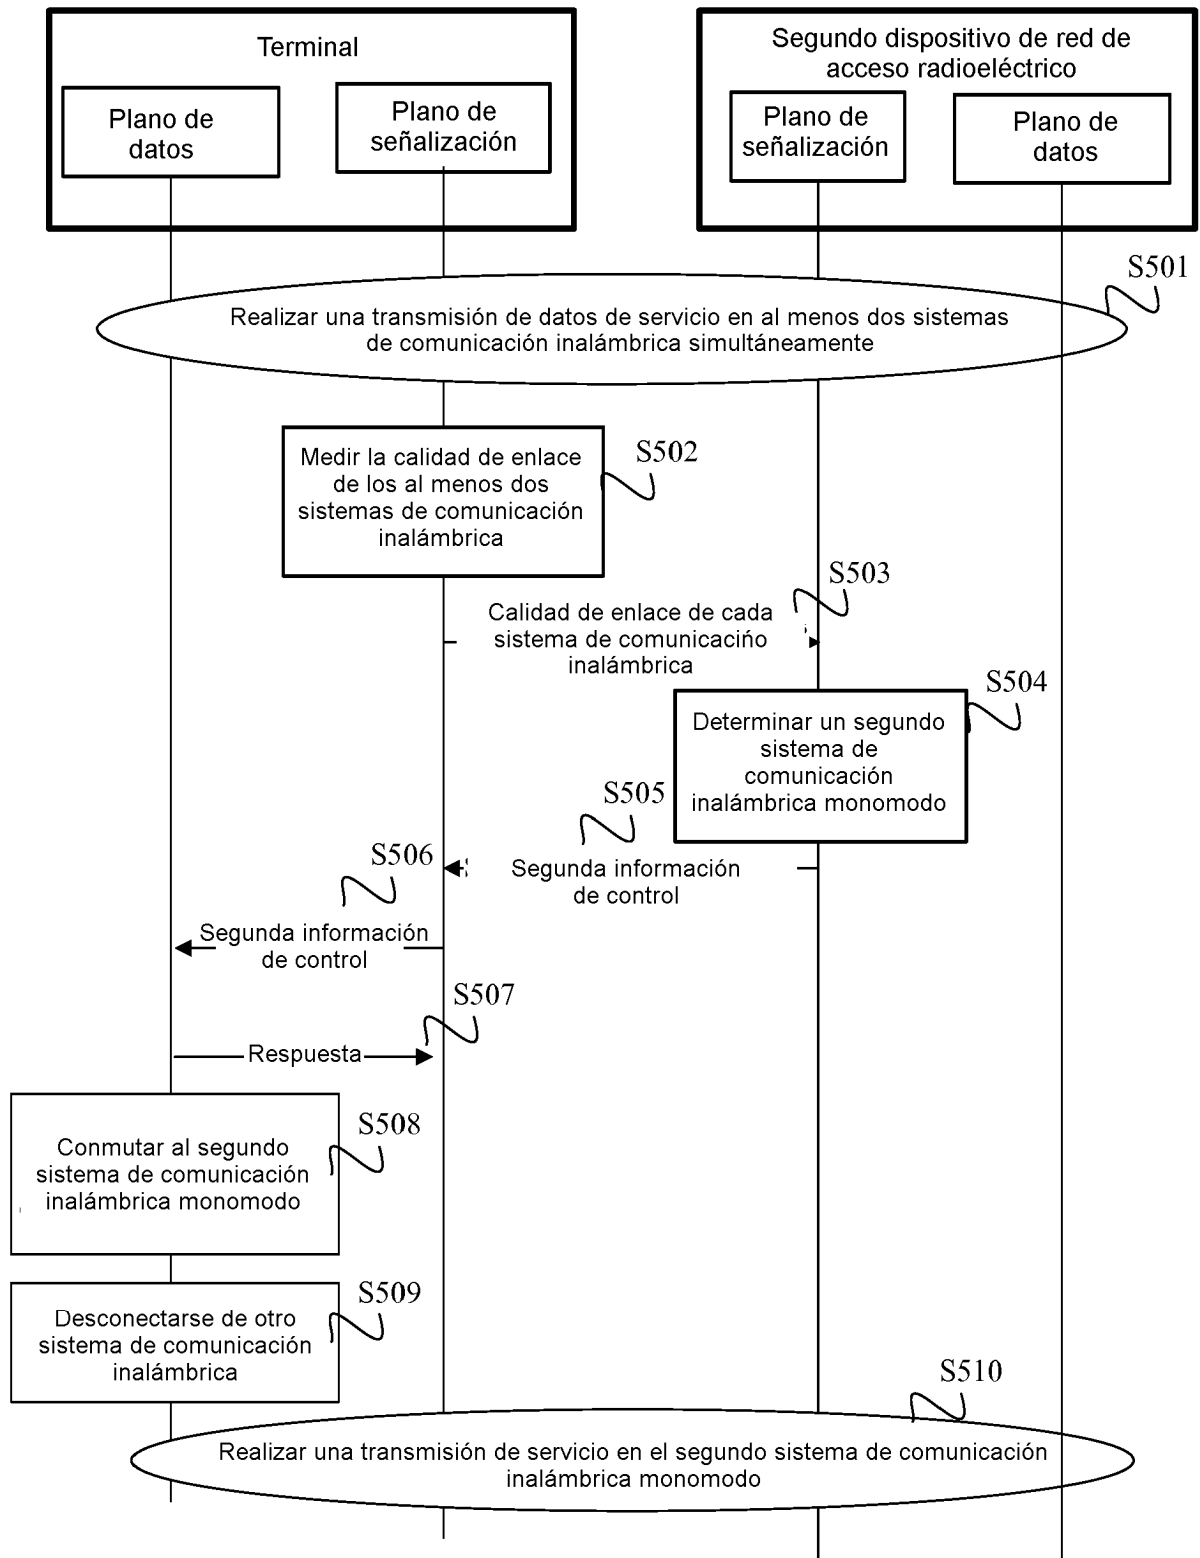 Terminal
Plano de
datos
Plano de
señalización
Segundo dispositivo de red de
acceso radioeléctrico
Plano de
señalización
Plano de
datos
S501
Realizar una transmisión de datos de servicio en al menos dos sistemas
de comunicación inalámbrica simultáneamente
S502
Medir la calidad de enlace
de los al menos dos
sistemas de comunicación
inalámbrica
S503
Calidad de enlace de cada
sistema de comunicacińo
inalámbrica
S504
Determinar un segundo
sistema de
comunicación
inalámbrica monomodo
S505
Segunda información
de control
S506
Segunda información
de control
S507
Respuesta
S508
Conmutar al segundo
sistema de comunicación
inalámbrica monomodo
S509
Desconectarse de otro
sistema de comunicación
inalámbrica
S510
Realizar una transmisión de servicio en el segundo sistema de comunicación
inalámbrica monomodo